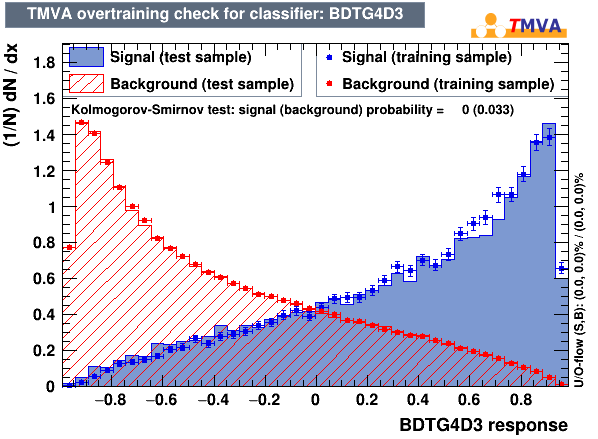 TMVA overtraining check for classifier: BDTG4D3
TMVA
Signal (test sample)
Background (test sample)
Signal (training sample)
Background (training sample)
Kolmogorov-Smirnov test: signal (background) probability = 0 (0.033)
(1/N) dN / dx
1.8
1.6
1.4
1.2
1
0.8
0.6
0.4
0.2
0
−0.8 −0.6 −0.4 −0.2 0 0.2 0.4 0.6 0.8
BDTG4D3 response
U/O-flow (S,B): (0.0, 0.0)% / (0.0, 0.0)%